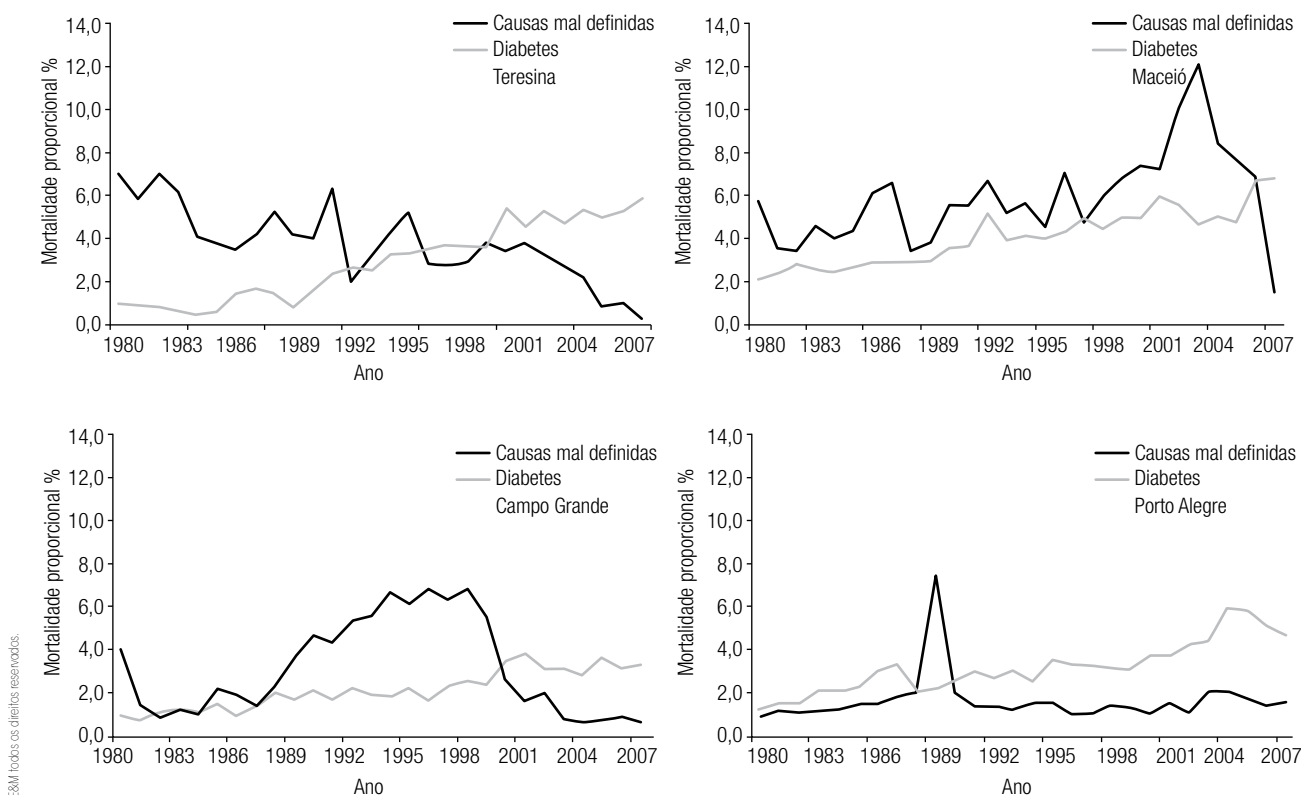 Causas mal definidas
Diabetes
Teresina
Mortalidade proporcional %
14,0
12,0
10,0
8,0
6,0
4,0
2,0
0,0
1980 1983 1986 1989 1992 1995 1998 2001 2004 2007
Ano
Causas mal definidas
Diabetes
Maceió
Mortalidade proporcional %
14,0
12,0
10,0
8,0
6,0
4,0
2,0
0,0
1980 1983 1986 1989 1992 1995 1998 2001 2004 2007
Ano
Causas mal definidas
Diabetes
Campo Grande
Mortalidade proporcional %
14,0
12,0
10,0
8,0
6,0
4,0
2,0
0,0
1980 1983 1986 1989 1992 1995 1998 2001 2004 2007
Ano
Causas mal definidas
Diabetes
Porto Alegre
Mortalidade proporcional %
14,0
12,0
10,0
8,0
6,0
4,0
2,0
0,0
1980 1983 1986 1989 1992 1995 1998 2001 2004 2007
Ano
todos os direitos reservados.